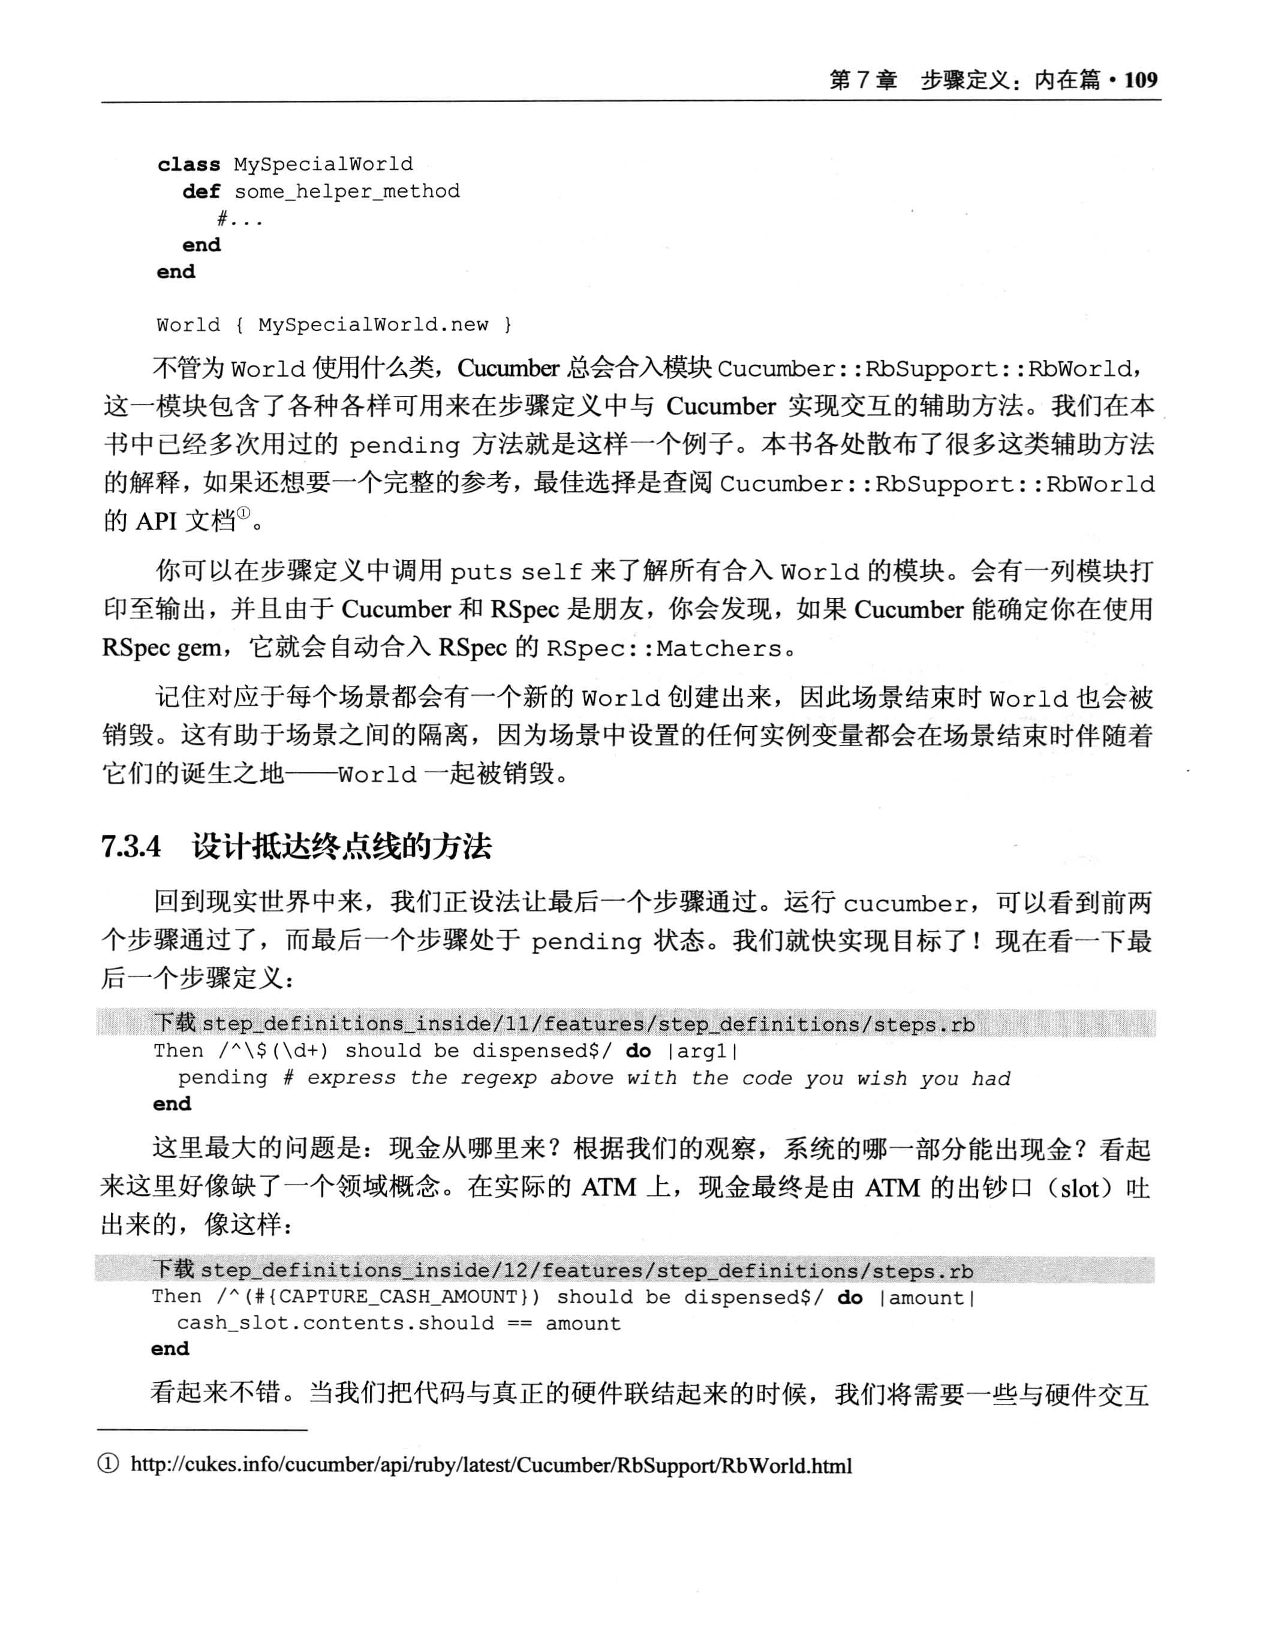 第 7 章　步骤定义：内在篇 · 109
class MySpecialWorld
  def some_helper_method
    #...
  end
end
World { MySpecialWorld.new }
不管为 World 使用什么类，Cucumber 总会合入模块 Cucumber::RbSupport::RbWorld，
这一模块包含了各种各样可用来在步骤定义中与 Cucumber 实现交互的辅助方法。我们在本
书中已经多次用过的 pending 方法就是这样一个例子。本书各处散布了很多这类辅助方法
的解释，如果还想要一个完整的参考，最佳选择是查阅 Cucumber::RbSupport::RbWorld
的 API 文档①。
你可以在步骤定义中调用 puts self 来了解所有合入 World 的模块。会有一列模块打
印至输出，并且由于 Cucumber 和 RSpec 是朋友，你会发现，如果 Cucumber 能确定你在使用
RSpec gem，它就会自动合入 RSpec 的 RSpec::Matchers。
记住对应于每个场景都会有一个新的 World 创建出来，因此场景结束时 World 也会被
销毁。这有助于场景之间的隔离，因为场景中设置的任何实例变量都会在场景结束时伴随着
它们的诞生之地——World 一起被销毁。
7.3.4　设计抵达终点线的方法
回到现实世界中来，我们正设法让最后一个步骤通过。运行 cucumber，可以看到前两
个步骤通过了，而最后一个步骤处于 pending 状态。我们就快实现目标了！现在看一下最
后一个步骤定义：
下载 step_definitions_inside/11/features/step_definitions/steps.rb
Then /^\$(\d+) should be dispensed$/ do |arg1|
  pending # express the regexp above with the code you wish you had
end
这里最大的问题是：现金从哪里来？根据我们的观察，系统的哪一部分能出现金？看起
来这里好像缺了一个领域概念。在实际的 ATM 上，现金最终是由 ATM 的出钞口（slot）吐
出来的，像这样：
下载 step_definitions_inside/12/features/step_definitions/steps.rb
Then /^(#{CAPTURE_CASH_AMOUNT}) should be dispensed$/ do |amount|
  cash_slot.contents.should == amount
end
看起来不错。当我们把代码与真正的硬件联结起来的时候，我们将需要一些与硬件交互
① http://cukes.info/cucumber/api/ruby/latest/Cucumber/RbSupport/RbWorld.html